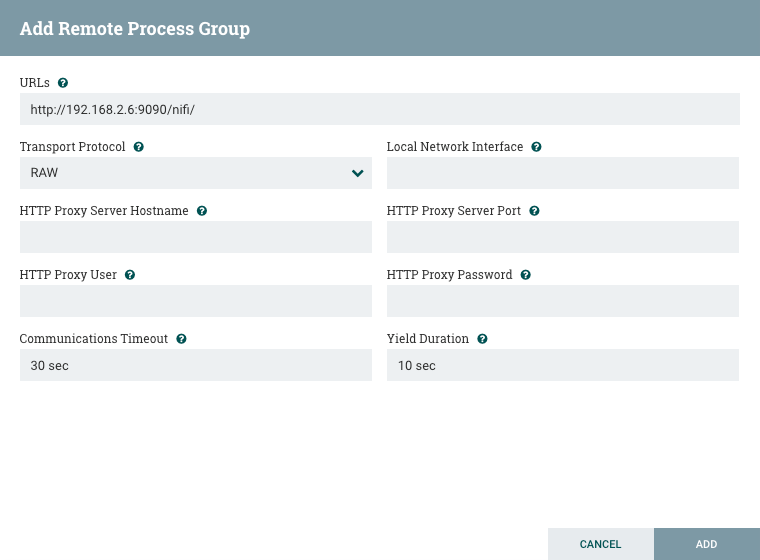 Add Remote Process Group
URLs
http://192.168.2.6:9090/nifi/
Transport Protocol
Local Network Interface
RAW
HTTP Proxy Server Hostname
HTTP Proxy Server Port
HTTP Proxy User
HTTP Proxy Password
Communications Timeout
Yield Duration
30 sec
10 sec
CANCEL
ADD